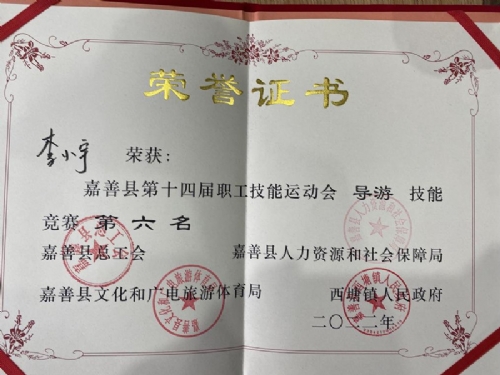 荣誉证书
李小宇 荣获：
嘉善县第十四届职工技能运动会 导游 技能
竞赛 第六名
嘉善县总工会 嘉善县人力资源和社会保障局
嘉善县文化和广电旅游体育局 西塘镇人民政府
二〇二二年